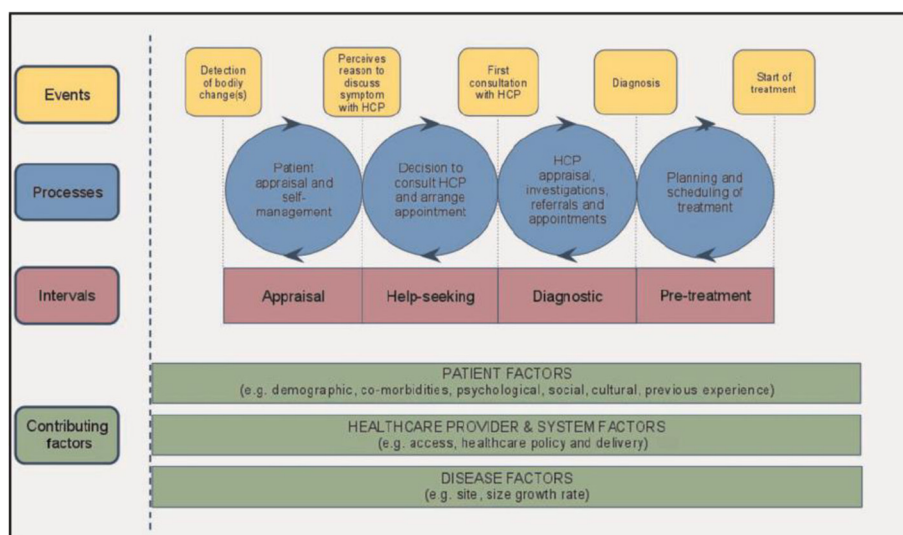 Events
Detection
of bodily
change(s)
Perceives
reason to
discuss
symptom
with HCP
First
consultation
with HCP
Diagnosis
Start of
treatment
Processes
Patient
appraisal and
self-
management
Decision to
consult HCP
and arrange
appointment
HCP
appraisal,
investigations,
referrals and
appointments
Planning and
scheduling of
treatment
Intervals
Appraisal
Help-seeking
Diagnostic
Pre-treatment
Contributing
factors
PATIENT FACTORS
(e.g. demographic, co-morbidities, psychological, social, cultural, previous experience)
HEALTHCARE PROVIDER & SYSTEM FACTORS
(e.g. access, healthcare policy and delivery)
DISEASE FACTORS
(e.g. site, size growth rate)